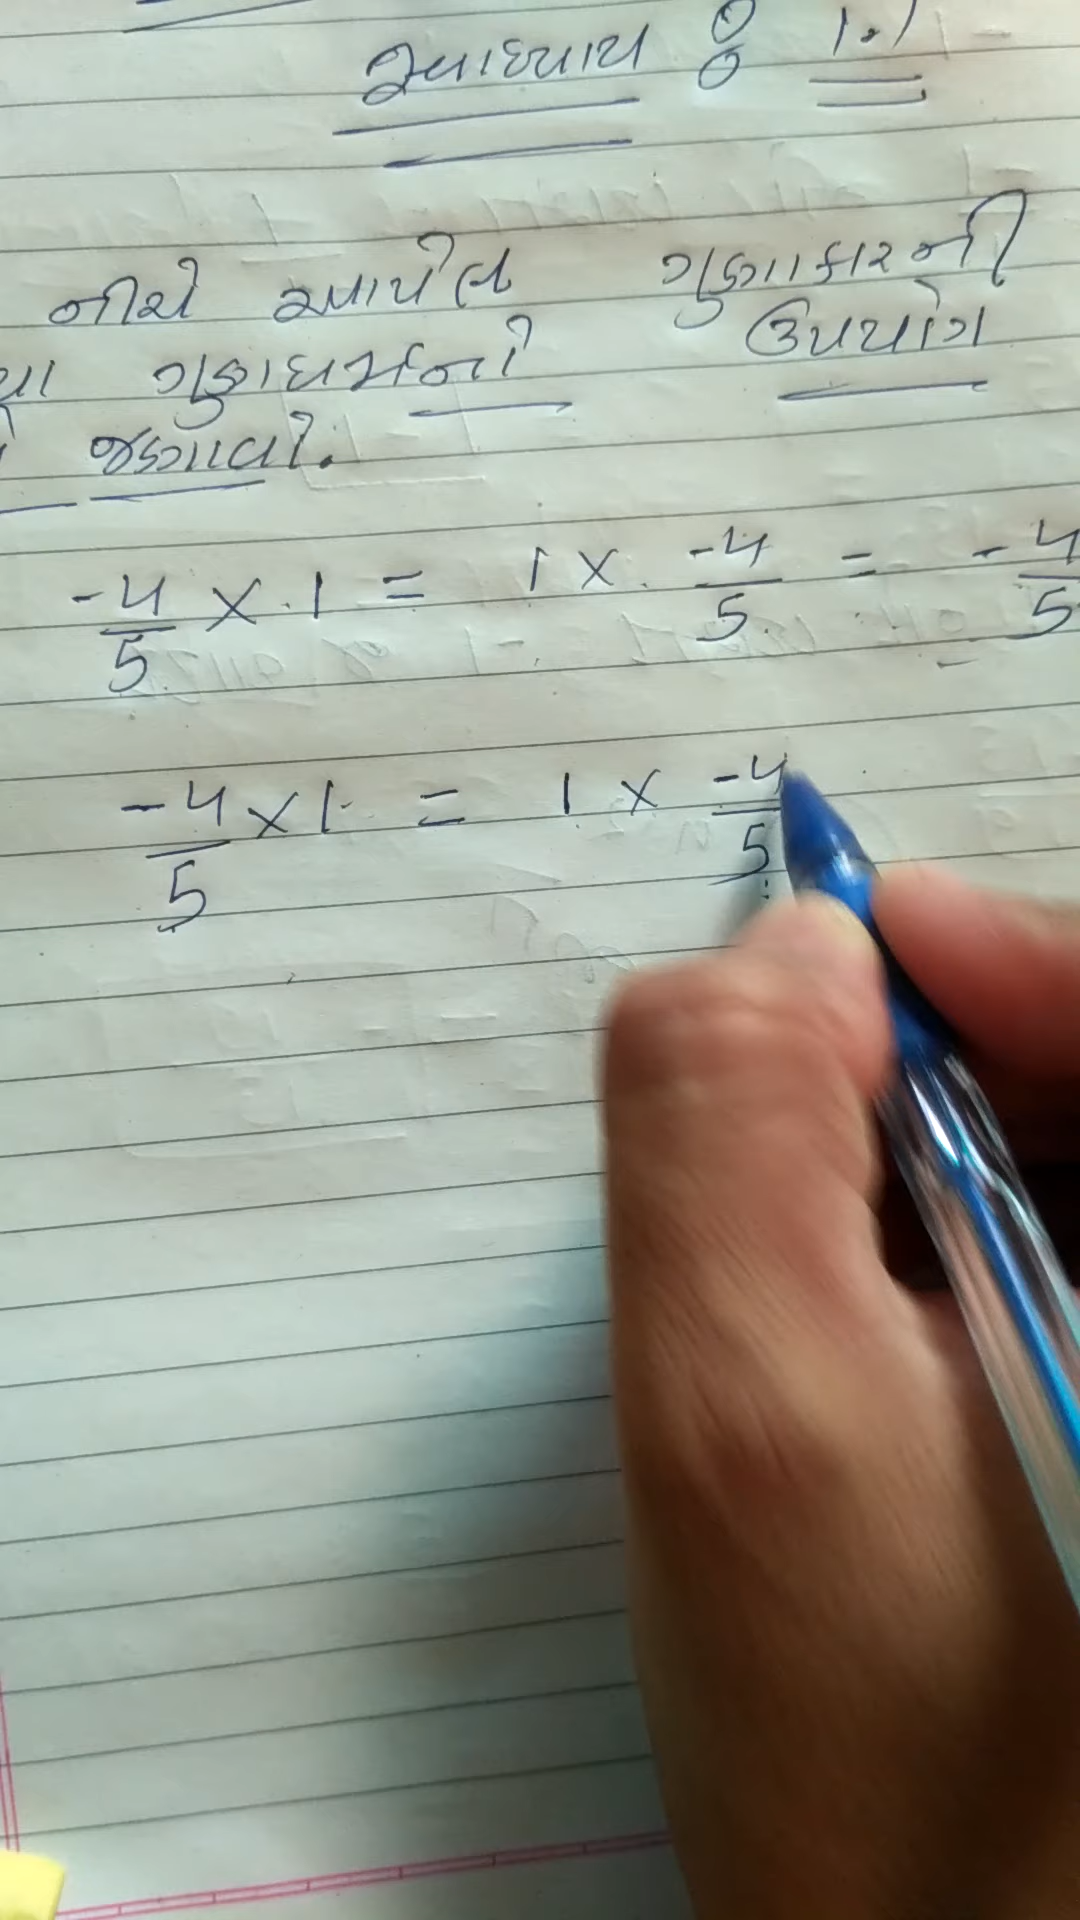 સ્વાધ્યાય : 1.1
નીચે આપેલ ગુણાકારની
ગુણધર્મનો ઉપયોગ
જણાવો.
-4/5 × 1 = 1 × -4/5 = -4/5
-4/5 × 1 = 1 × -4/5